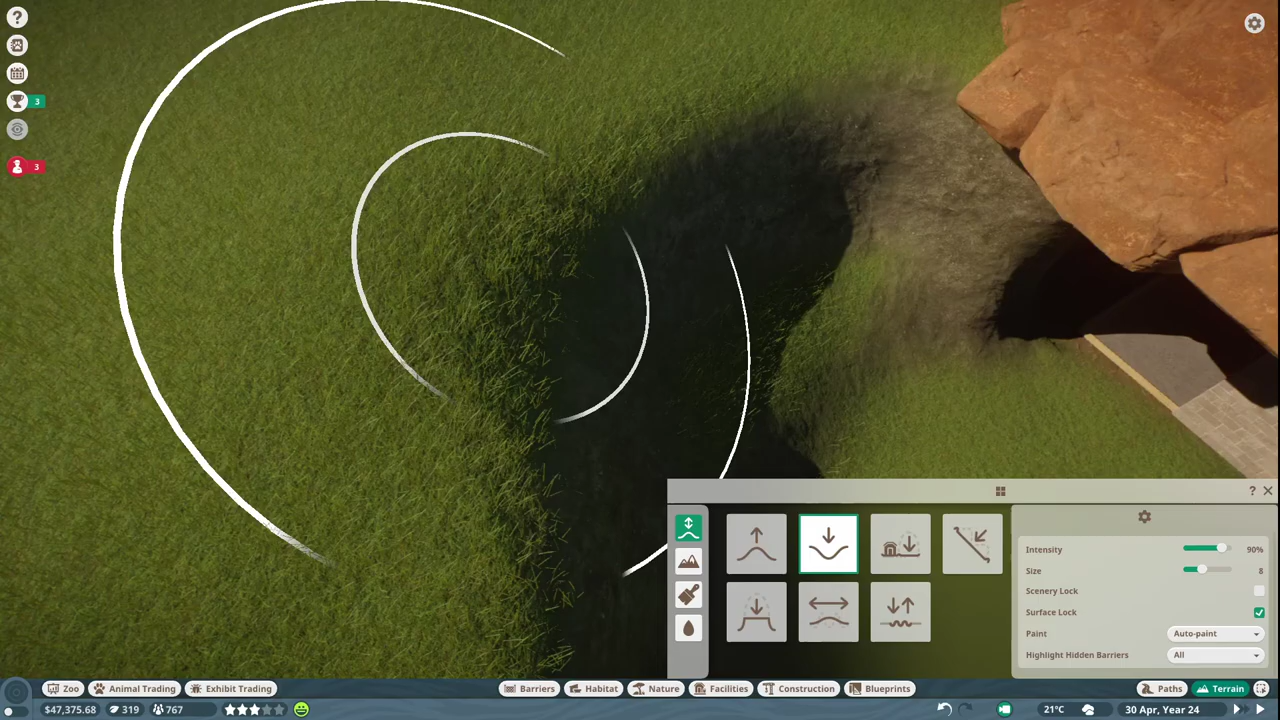 ?
3
3
? ×
Intensity 90%
Size 8
Scenery Lock
Surface Lock
Paint Auto-paint
Highlight Hidden Barriers All
Zoo Animal Trading Exhibit Trading Barriers Habitat Nature Facilities Construction Blueprints Paths Terrain
$47,375.68 319 767 21°C 30 Apr, Year 24